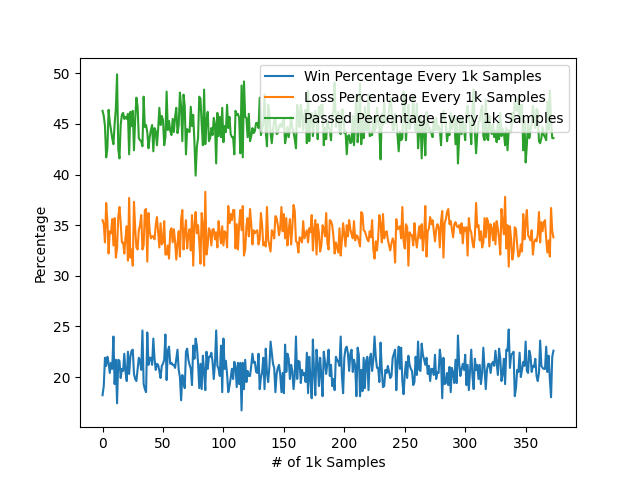 Win Percentage Every 1k Samples
Loss Percentage Every 1k Samples
Passed Percentage Every 1k Samples
Percentage
50
45
40
35
30
25
20
0 50 100 150 200 250 300 350
# of 1k Samples